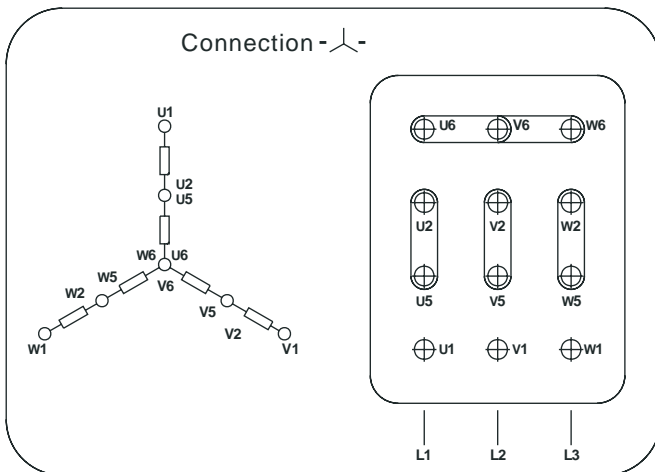 Connection
U1
U2
U5
W6 U6
V6
W5
W2
W1
V5
V2
V1
U6 V6 W6
U2 V2 W2
U5 V5 W5
U1 V1 W1
L1 L2 L3